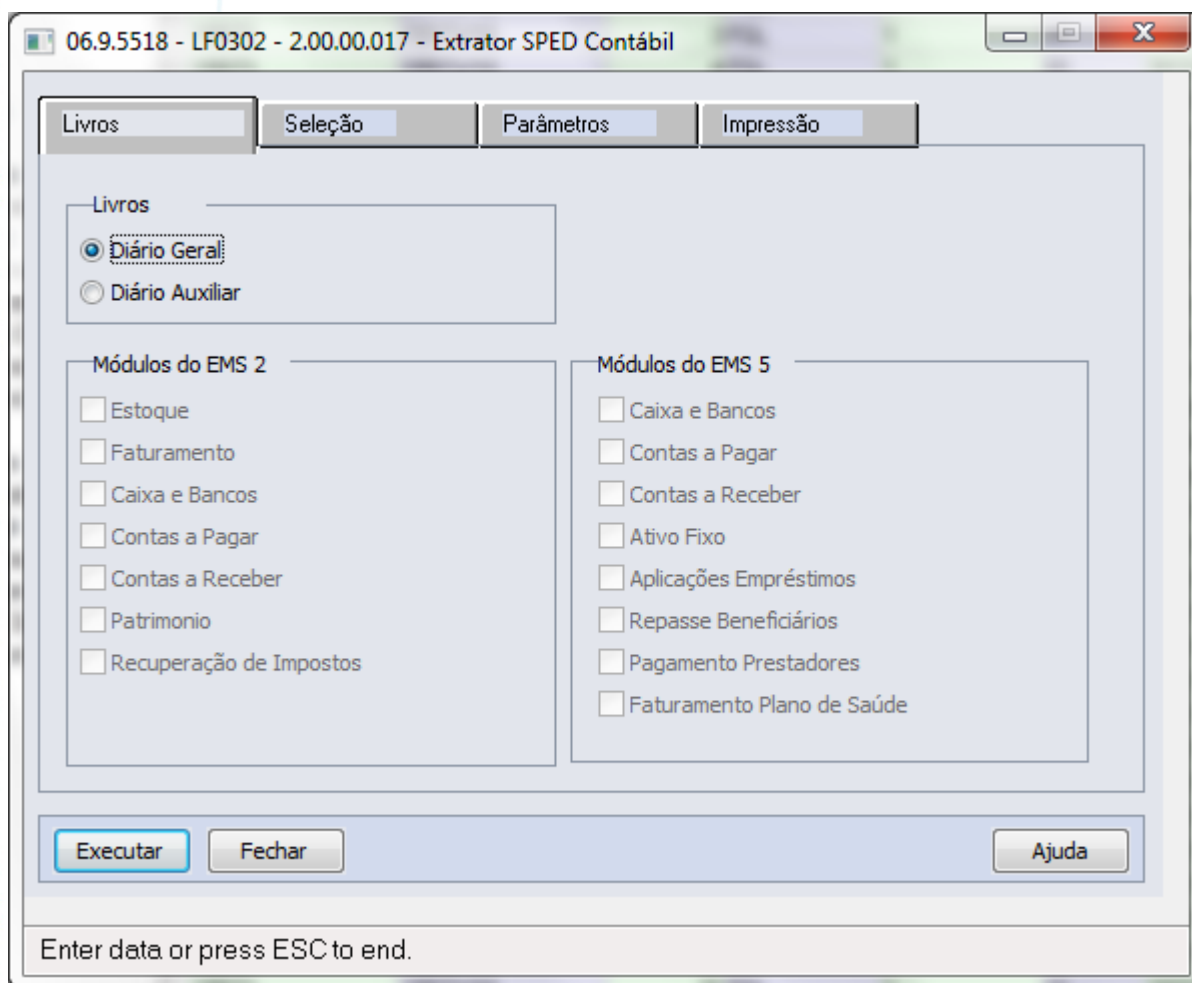 06.9.5518 - LF0302 - 2.00.00.017 - Extrator SPED Contábil
Livros
Seleção
Parâmetros
Impressão
Livros
Diário Geral
Diário Auxiliar
Módulos do EMS 2
Estoque
Faturamento
Caixa e Bancos
Contas a Pagar
Contas a Receber
Patrimonio
Recuperação de Impostos
Módulos do EMS 5
Caixa e Bancos
Contas a Pagar
Contas a Receber
Ativo Fixo
Aplicações Empréstimos
Repasse Beneficiários
Pagamento Prestadores
Faturamento Plano de Saúde
Executar
Fechar
Ajuda
Enter data or press ESC to end.